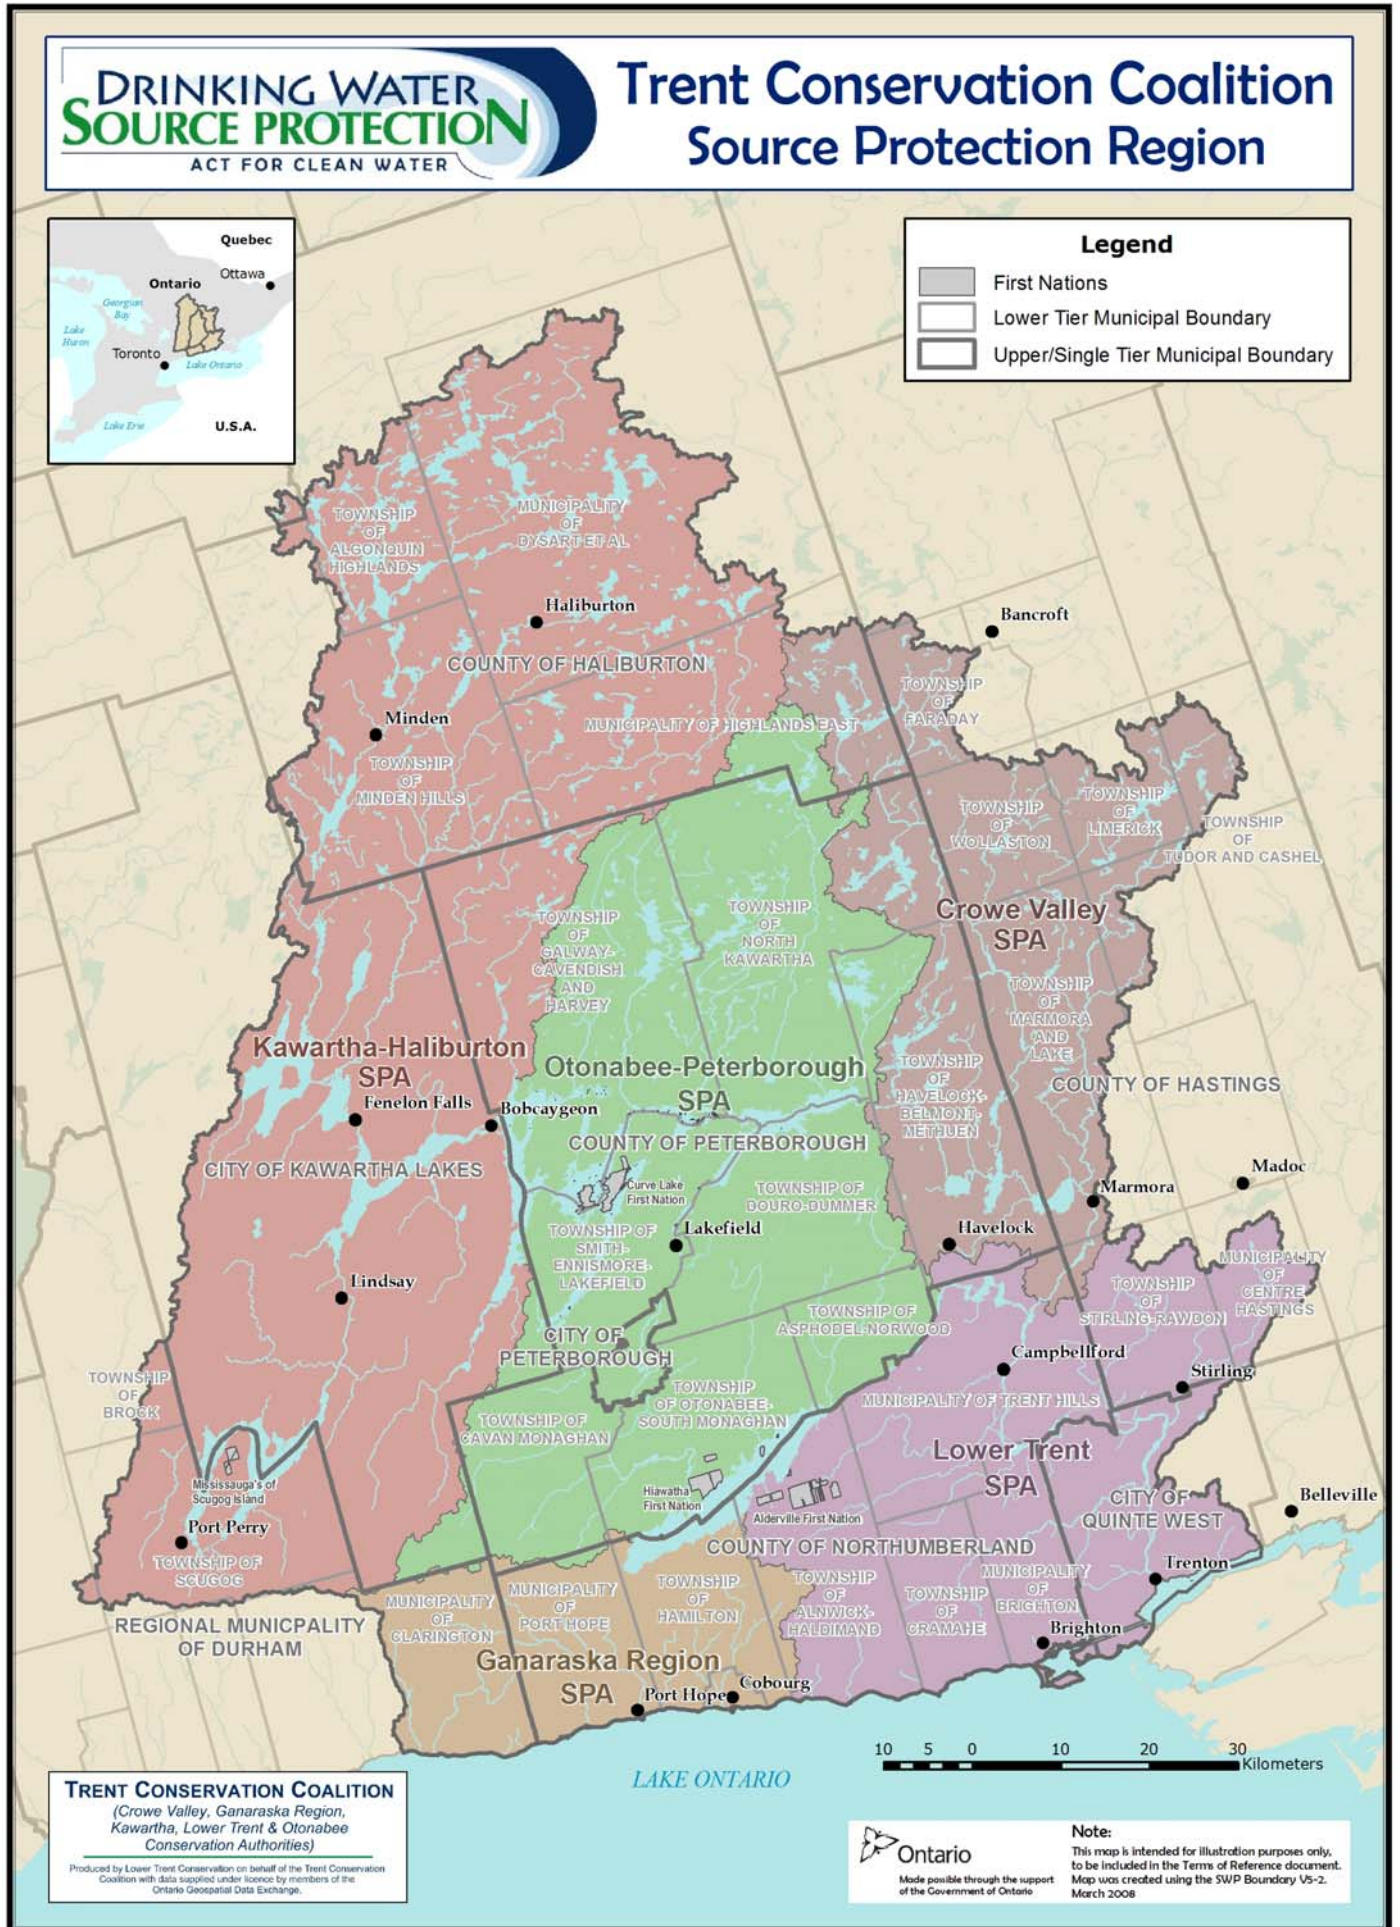 DRINKING WATER
SOURCE PROTECTION
ACT FOR CLEAN WATER
Trent Conservation Coalition
Source Protection Region
Quebec
Ottawa
Ontario
Georgian
Bay
Lake
Huron
Toronto
Lake Ontario
Lake Erie
U.S.A.
Legend
First Nations
Lower Tier Municipal Boundary
Upper/Single Tier Municipal Boundary
TOWNSHIP
OF
ALGONQUIN
HIGHLANDS
MUNICIPALITY
OF
DYSART ET AL
Haliburton
Bancroft
COUNTY OF HALIBURTON
TOWNSHIP
OF
FARADAY
Minden
MUNICIPALITY OF HIGHLANDS EAST
TOWNSHIP
OF
MINDEN HILLS
TOWNSHIP
OF
WOLLASTON
TOWNSHIP
OF
LIMERICK
TOWNSHIP
OF
TUDOR AND CASHEL
Crowe Valley
SPA
TOWNSHIP
OF
GALWAY-
CAVENDISH
AND
HARVEY
TOWNSHIP
OF
NORTH
KAWARTHA
TOWNSHIP
OF
MARMORA
AND
LAKE
Kawartha-Haliburton
SPA
Otonabee-Peterborough
SPA
TOWNSHIP
OF
HAVELOCK-
BELMONT-
METHUEN
COUNTY OF HASTINGS
Fenelon Falls
Bobcaygeon
COUNTY OF PETERBOROUGH
CITY OF KAWARTHA LAKES
Curve Lake
First Nation
TOWNSHIP OF
DOURO-DUMMER
Madoc
Marmora
TOWNSHIP OF
SMITH-
ENNISMORE-
LAKEFIELD
Lakefield
Havelock
MUNICIPALITY
OF
CENTRE
HASTINGS
Lindsay
TOWNSHIP
OF
STIRLING-RAWDON
TOWNSHIP OF
ASPHODEL-NORWOOD
CITY OF
PETERBOROUGH
Campbellford
Stirling
TOWNSHIP
OF
BROCK
TOWNSHIP
OF OTONABEE-
SOUTH MONAGHAN
MUNICIPALITY OF TRENT HILLS
TOWNSHIP OF
CAVAN MONAGHAN
Lower Trent
SPA
Mississauga's of
Scugog Island
Hiawatha
First Nation
Alderville First Nation
CITY OF
QUINTE WEST
Belleville
Port Perry
COUNTY OF NORTHUMBERLAND
TOWNSHIP OF
SCUGOG
Trenton
MUNICIPALITY
OF
CLARINGTON
MUNICIPALITY
OF
PORT HOPE
TOWNSHIP
OF
HAMILTON
TOWNSHIP
OF
ALNWICK-
HALDIMAND
TOWNSHIP
OF
CRAMAHE
MUNICIPALITY
OF
BRIGHTON
REGIONAL MUNICPALITY
OF DURHAM
Brighton
Ganaraska Region
SPA
Port Hope
Cobourg
10 5 0 10 20 30
Kilometers
LAKE ONTARIO
TRENT CONSERVATION COALITION
(Crowe Valley, Ganaraska Region,
Kawartha, Lower Trent & Otonabee
Conservation Authorities)
Produced by Lower Trent Conservation on behalf of the Trent Conservation
Coalition with data supplied under licence by members of the
Ontario Geospatial Data Exchange.
Ontario
Made possible through the support
of the Government of Ontario
Note:
This map is intended for illustration purposes only,
to be included in the Terms of Reference document.
Map was created using the SWP Boundary V5-2.
March 2008